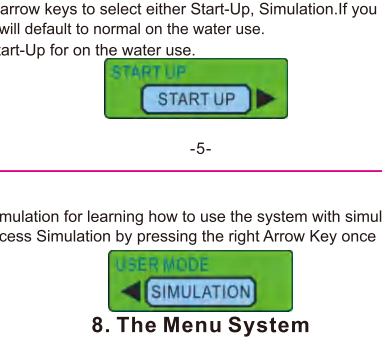 arrow keys to select either Start-Up, Simulation.If you
will default to normal on the water use.
tart-Up for on the water use.
START UP
START UP
-5-
mulation for learning how to use the system with simul
cess Simulation by pressing the right Arrow Key once
USER MODE
SIMULATION
8. The Menu System